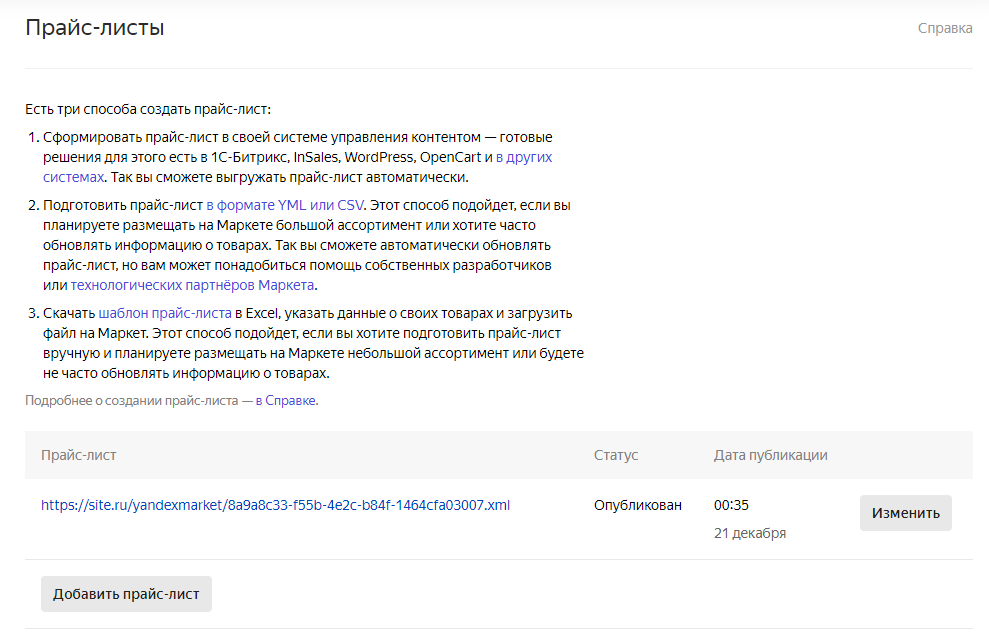 Прайс-листы
Справка
Есть три способа создать прайс-лист:
1. Сформировать прайс-лист в своей системе управления контентом — готовые
решения для этого есть в 1С-Битрикс, InSales, WordPress, OpenCart и в других
системах. Так вы сможете выгружать прайс-лист автоматически.
2. Подготовить прайс-лист в формате YML или CSV. Этот способ подойдет, если вы
планируете размещать на Маркете большой ассортимент или хотите часто
обновлять информацию о товарах. Так вы сможете автоматически обновлять
прайс-лист, но вам может понадобиться помощь собственных разработчиков
или технологических партнёров Маркета.
3. Скачать шаблон прайс-листа в Excel, указать данные о своих товарах и загрузить
файл на Маркет. Этот способ подойдет, если вы хотите подготовить прайс-лист
вручную и планируете размещать на Маркете небольшой ассортимент или будете
не часто обновлять информацию о товарах.
Подробнее о создании прайс-листа — в Справке.
Прайс-лист Статус Дата публикации
https://site.ru/yandexmarket/8a9a8c33-f55b-4e2c-b84f-1464cfa03007.xml Опубликован 00:35
21 декабря
Изменить
Добавить прайс-лист